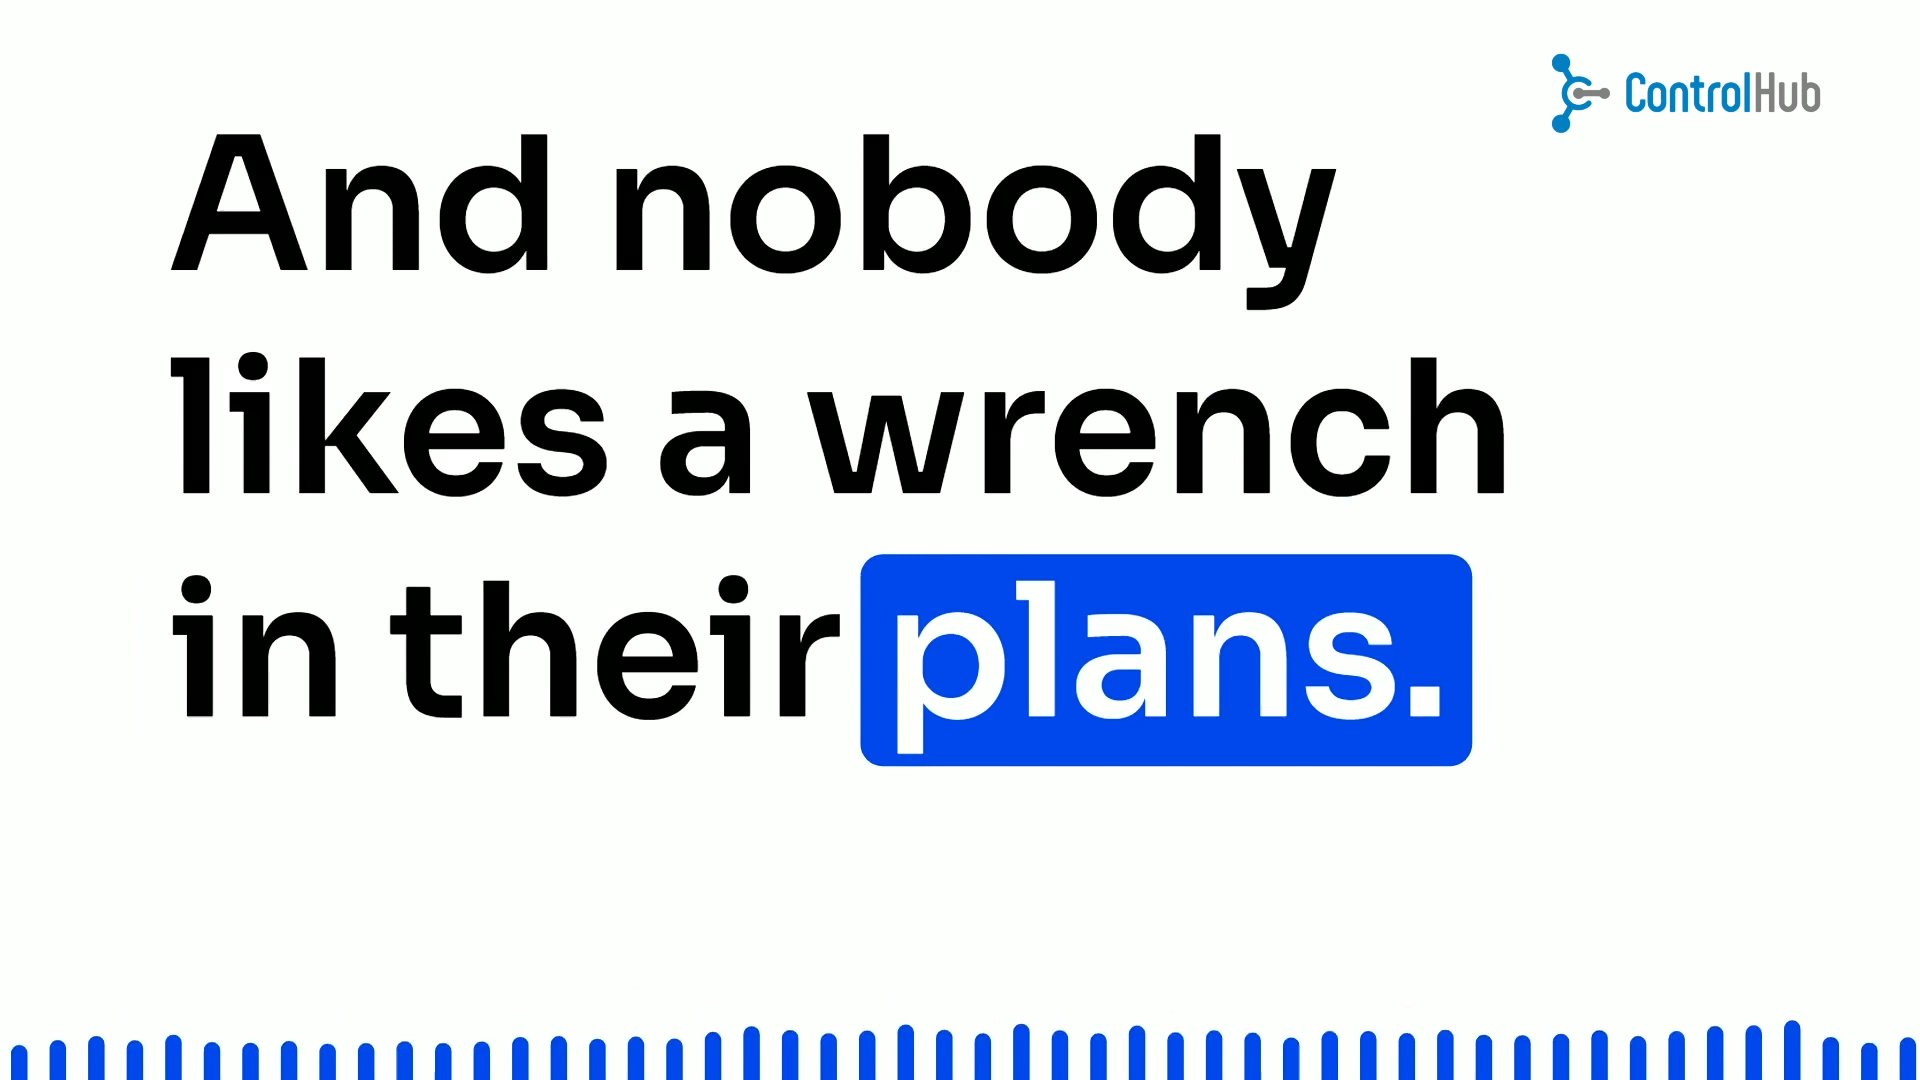 ControlHub
And nobody
likes a wrench
in their plans.